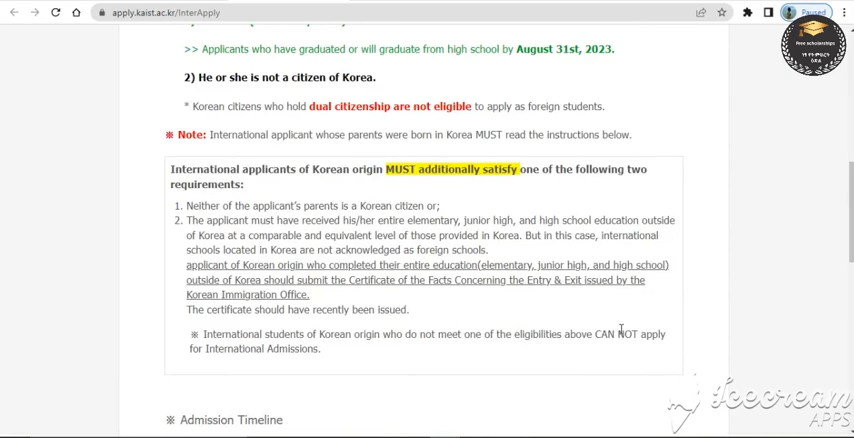 apply.kaist.ac.kr/InterApply
Paused
Free scholarships
>> Applicants who have graduated or will graduate from high school by August 31st, 2023.
2) He or she is not a citizen of Korea.
* Korean citizens who hold dual citizenship are not eligible to apply as foreign students.
※ Note: International applicant whose parents were born in Korea MUST read the instructions below.
International applicants of Korean origin MUST additionally satisfy one of the following two
requirements:
1. Neither of the applicant's parents is a Korean citizen or;
2. The applicant must have received his/her entire elementary, junior high, and high school education outside
of Korea at a comparable and equivalent level of those provided in Korea. But in this case, international
schools located in Korea are not acknowledged as foreign schools.
applicant of Korean origin who completed their entire education(elementary, junior high, and high school)
outside of Korea should submit the Certificate of the Facts Concerning the Entry & Exit issued by the
Korean Immigration Office.
The certificate should have recently been issued.
※ International students of Korean origin who do not meet one of the eligibilities above CAN NOT apply
for International Admissions.
※ Admission Timeline
Icecream
APPS